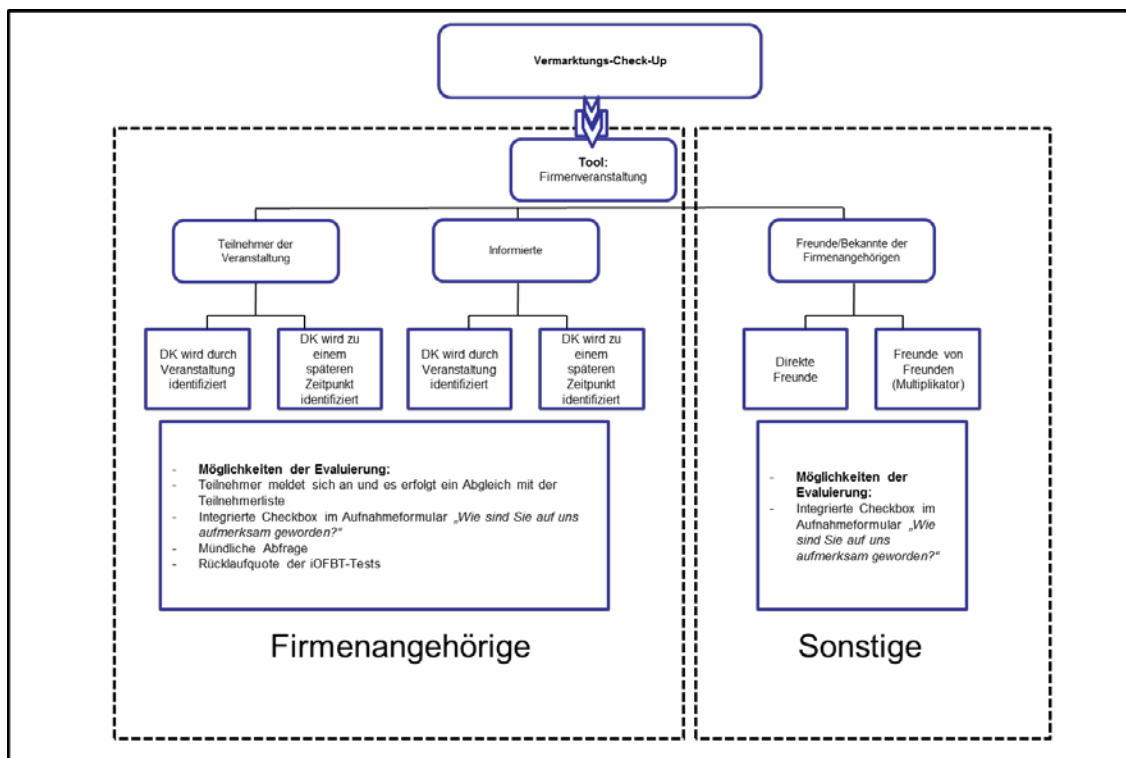 Vermarktungs-Check-Up
Tool:
Firmenveranstaltung
Teilnehmer der
Veranstaltung
Informierte
Freunde/Bekannte der
Firmenangehörigen
DK wird durch
Veranstaltung
identifiziert
DK wird zu
einem
späteren
Zeitpunkt
identifiziert
DK wird durch
Veranstaltung
identifiziert
DK wird zu
einem
späteren
Zeitpunkt
identifiziert
Direkte
Freunde
Freunde von
Freunden
(Multiplikator)
- Möglichkeiten der Evaluierung:
- Teilnehmer meldet sich an und es erfolgt ein Abgleich mit der
Teilnehmerliste
- Integrierte Checkbox im Aufnahmeformular „Wie sind Sie auf uns
aufmerksam geworden?“
- Mündliche Abfrage
- Rücklaufquote der iOFBT-Tests
- Möglichkeiten der
Evaluierung:
- Integrierte Checkbox im
Aufnahmeformular „Wie
sind Sie auf uns
aufmerksam geworden?“
Firmenangehörige
Sonstige